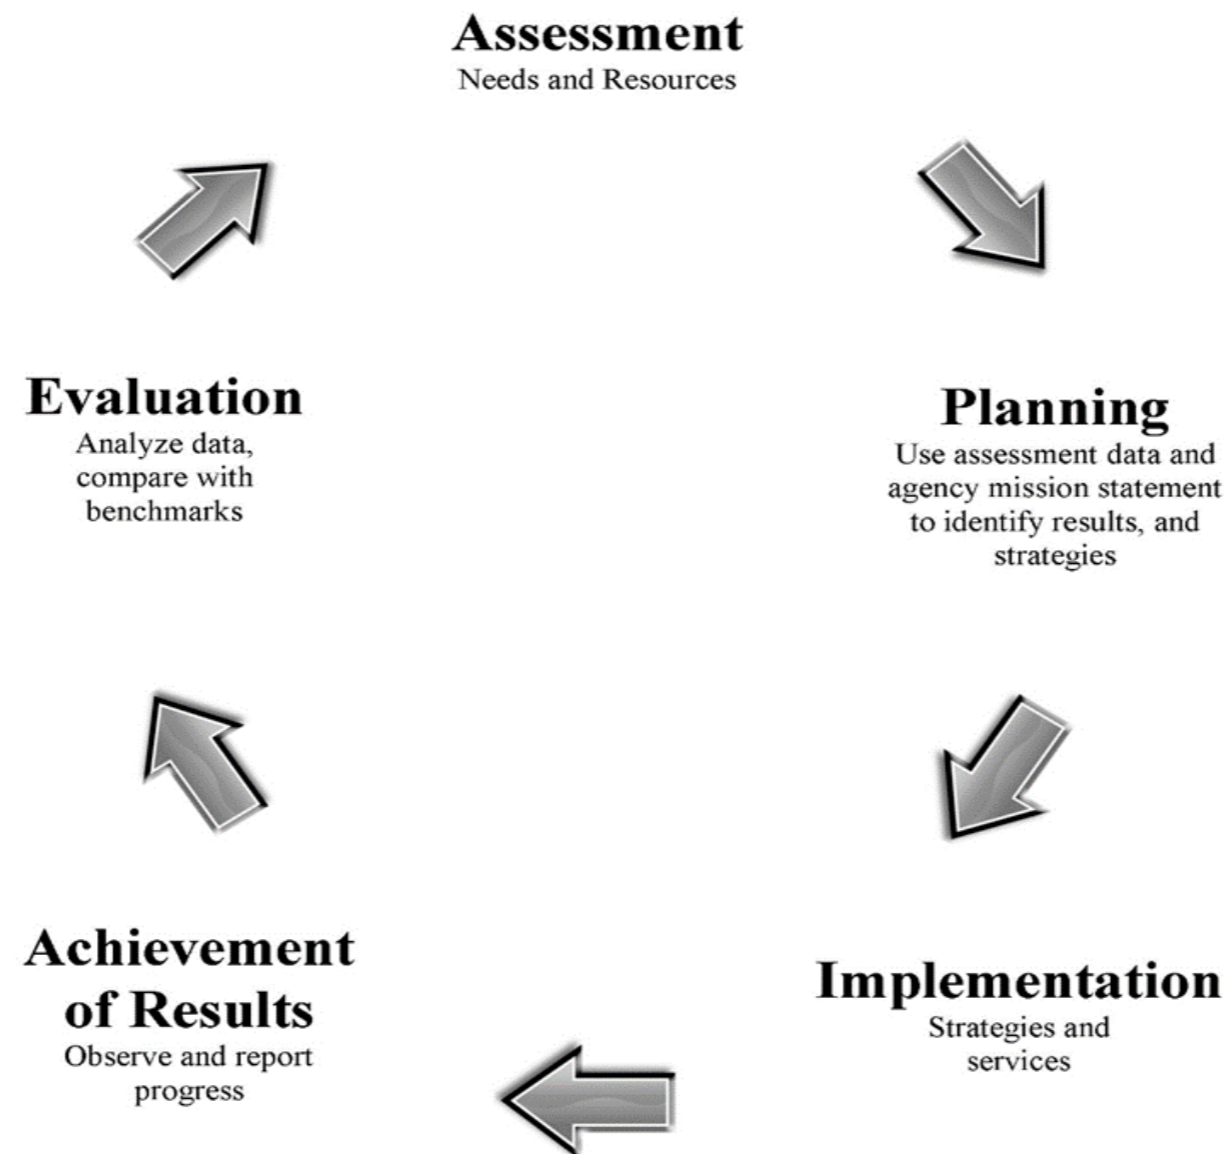 Assessment
Needs and Resources
Planning
Use assessment data and
agency mission statement
to identify results, and
strategies
Implementation
Strategies and
services
Achievement
of Results
Observe and report
progress
Evaluation
Analyze data,
compare with
benchmarks